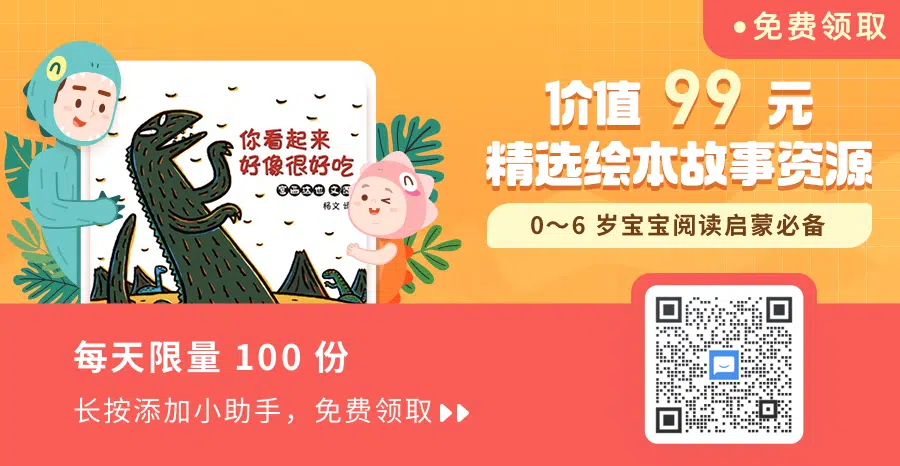 •免费领取
价值 99 元
精选绘本故事资源
0～6 岁宝宝阅读启蒙必备
你看起来
好像很好吃
杨文
每天限量 100 份
长按添加小助手，免费领取